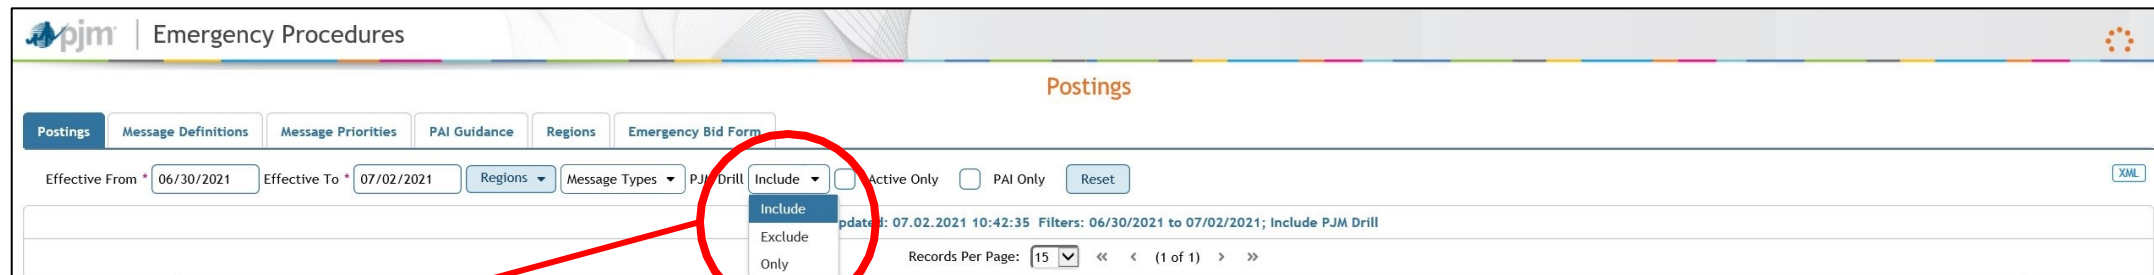 pjm Emergency Procedures
Postings
Postings Message Definitions Message Priorities PAI Guidance Regions Emergency Bid Form
Effective From * 06/30/2021 Effective To * 07/02/2021 Regions Message Types PJM Drill Include Active Only PAI Only Reset XML
Include
07.02.2021 10:42:35 Filters: 06/30/2021 to 07/02/2021; Include PJM Drill
Exclude
Records Per Page: 15 « < (1 of 1) > »
Only